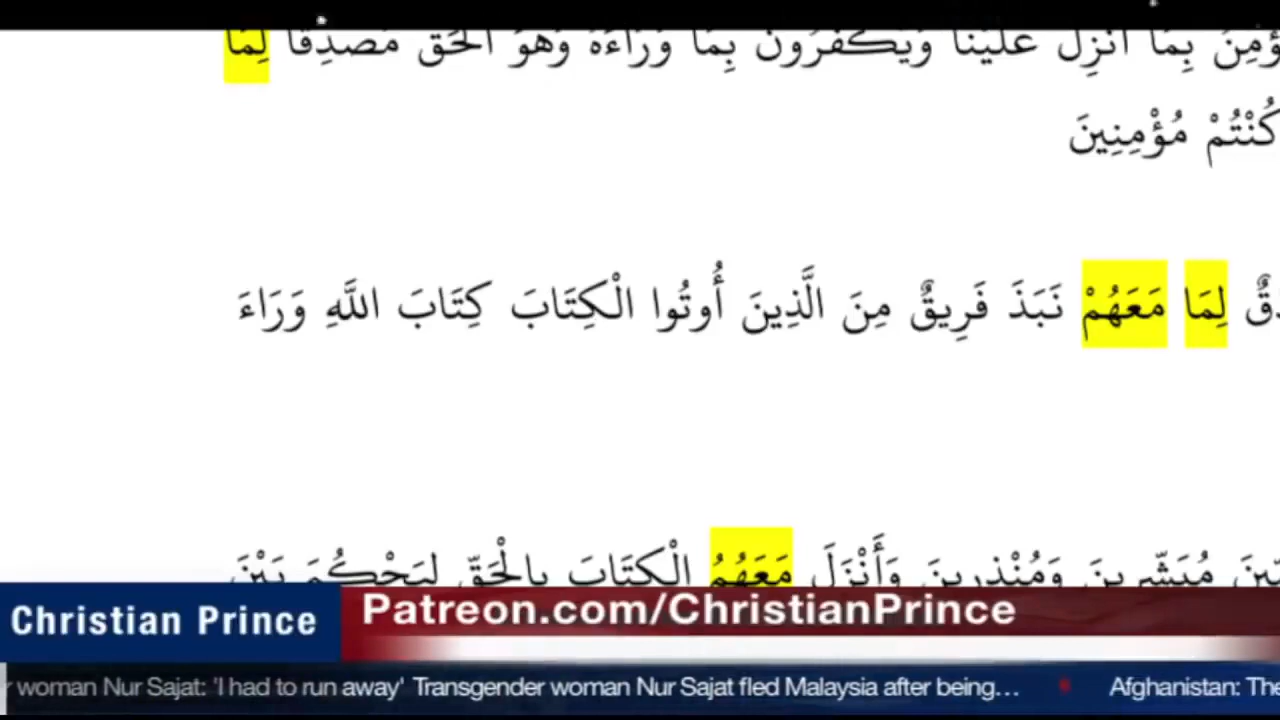 ؤْمِنُ بِمَا أُنْزِلَ عَلَيْنَا وَيَكْفُرُونَ بِمَا وَرَاءَهُ وَهُوَ الْحَقُّ مُصَدِّقًا لِمَا
كُنْتُمْ مُؤْمِنِينَ
لِمَا مَعَهُمْ نَبَذَ فَرِيقٌ مِنَ الَّذِينَ أُوتُوا الْكِتَابَ كِتَابَ اللَّهِ وَرَاءَ
مُبَشِّرِينَ وَمُنْذِرِينَ وَأَنْزَلَ مَعَهُمُ الْكِتَابَ بِالْحَقِّ لِيَحْكُمَ بَيْنَ
Christian Prince
Patreon.com/ChristianPrince
woman Nur Sajat: 'I had to run away' Transgender woman Nur Sajat fled Malaysia after being... Afghanistan: The